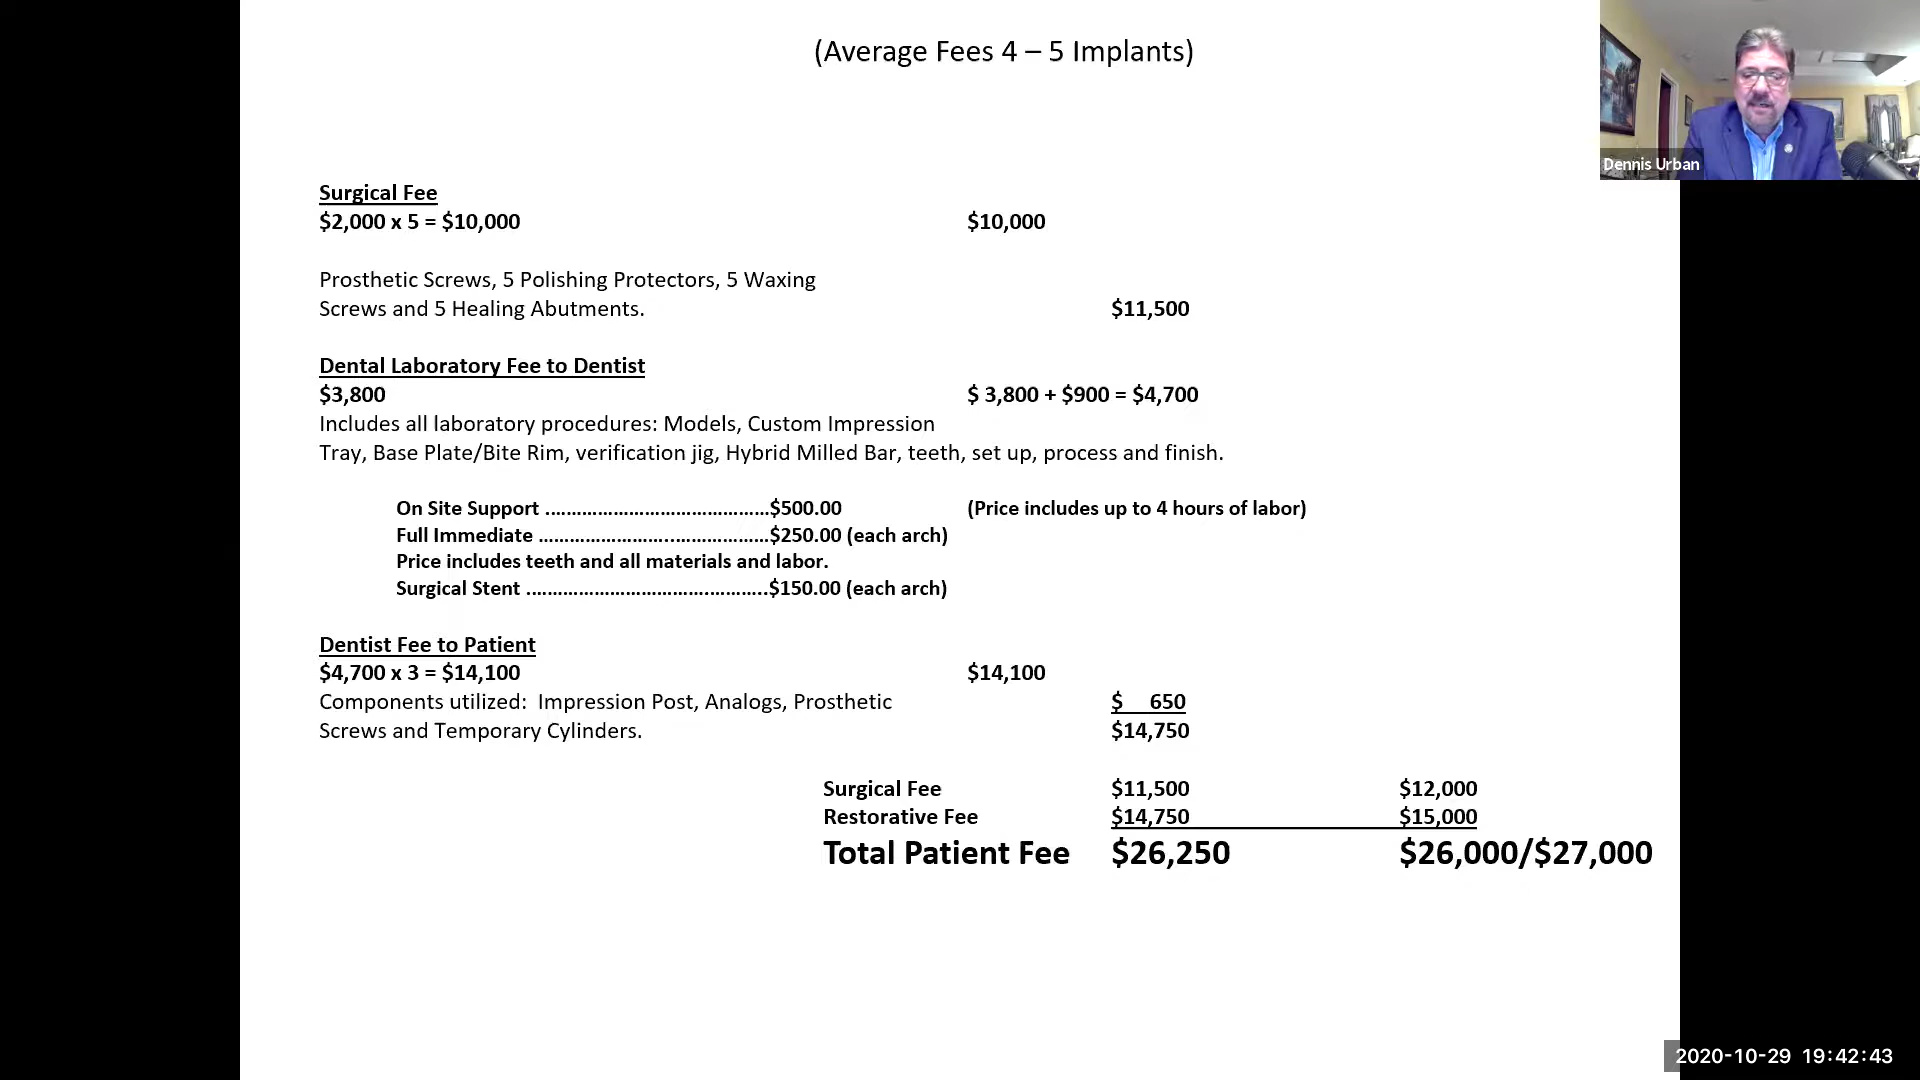 (Average Fees 4 – 5 Implants)
Dennis Urban
Surgical Fee
$2,000 x 5 = $10,000 $10,000
Prosthetic Screws, 5 Polishing Protectors, 5 Waxing
Screws and 5 Healing Abutments. $11,500
Dental Laboratory Fee to Dentist
$3,800 $ 3,800 + $900 = $4,700
Includes all laboratory procedures: Models, Custom Impression
Tray, Base Plate/Bite Rim, verification jig, Hybrid Milled Bar, teeth, set up, process and finish.
On Site Support ……………………………………$500.00 (Price includes up to 4 hours of labor)
Full Immediate ……………………..………………$250.00 (each arch)
Price includes teeth and all materials and labor.
Surgical Stent ……………………………..………..$150.00 (each arch)
Dentist Fee to Patient
$4,700 x 3 = $14,100 $14,100
Components utilized: Impression Post, Analogs, Prosthetic $ 650
Screws and Temporary Cylinders. $14,750
Surgical Fee $11,500 $12,000
Restorative Fee $14,750 $15,000
Total Patient Fee $26,250 $26,000/$27,000
2020-10-29 19:42:43